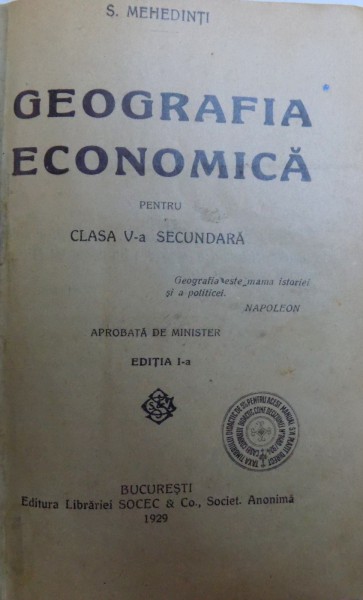 S. MEHEDINȚI
GEOGRAFIA
ECONOMICĂ
PENTRU
CLASA V-a SECUNDARĂ
Geografia este mama istoriei
și a politicei.
NAPOLEON
APROBATĂ DE MINISTER
EDIȚIA I-a
BUCUREȘTI
Editura Librăriei SOCEC & Co., Societ. Anonimă
1929